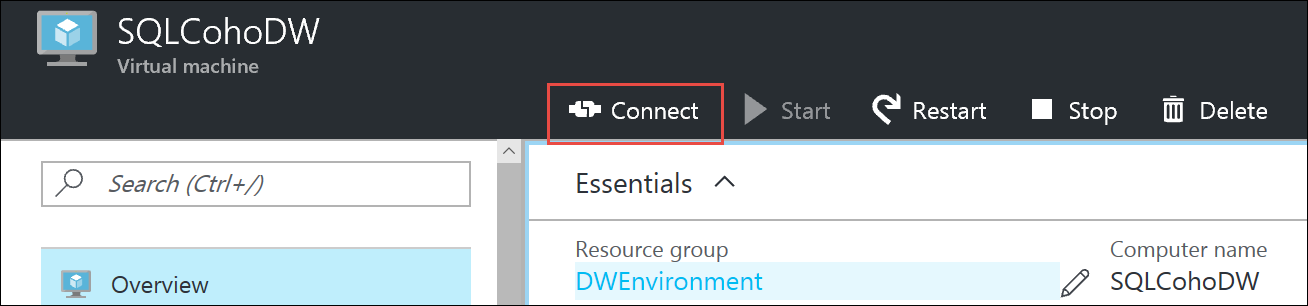 SQLCohoDW
Virtual machine
Connect Start Restart Stop Delete
Search (Ctrl+/)
Essentials
Resource group Computer name
DWEnvironment SQLCohoDW
Overview